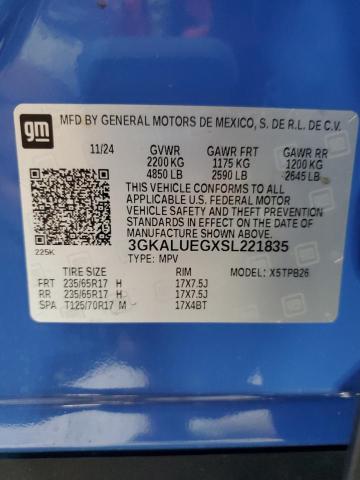 gm MFD BY GENERAL MOTORS DE MEXICO, S. DE R.L. DE C.V.
11/24 GVWR GAWR FRT GAWR RR
2200 KG 1175 KG 1200 KG
4850 LB 2590 LB 2645 LB
THIS VEHICLE CONFORMS TO ALL
APPLICABLE U.S. FEDERAL MOTOR
VEHICLE SAFETY, BUMPER, AND THEFT
PREVENTION STANDARDS IN EFFECT ON
THE DATE OF MANUFACTURE SHOWN ABOVE.
225K 3GKALUEGXSL221835
TYPE: MPV MODEL: X5TPB26
TIRE SIZE RIM
FRT 235/65R17 H 17X7.5J
RR 235/65R17 H 17X7.5J
SPA T125/70R17 M 17X4BT